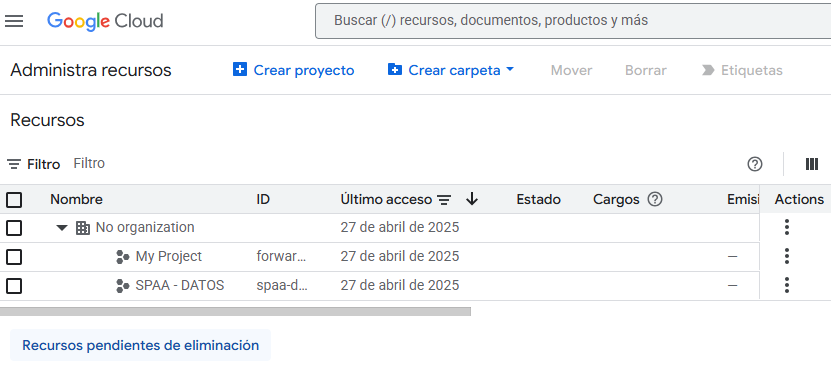 Google Cloud
Buscar (/) recursos, documentos, productos y más
Administra recursos
Crear proyecto
Crear carpeta
Mover
Borrar
Etiquetas
Recursos
Filtro Filtro
Nombre ID Último acceso Estado Cargos Emisi Actions
No organization 27 de abril de 2025
My Project forwar... 27 de abril de 2025 —
SPAA - DATOS spaa-d... 27 de abril de 2025 —
Recursos pendientes de eliminación